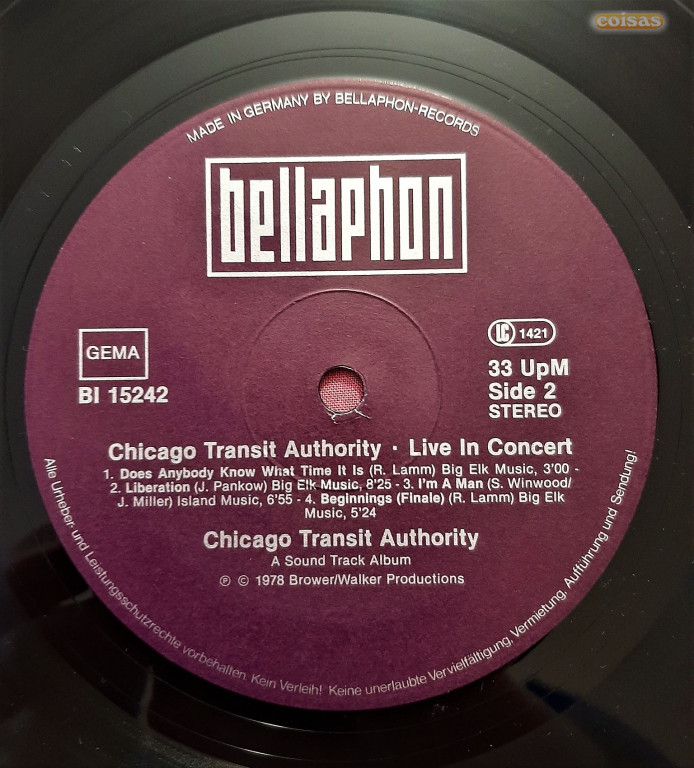 coisas
MADE IN GERMANY BY BELLAPHON-RECORDS
bellaphon
GEMA
BI 15242
LC 1421
33 UpM
Side 2
STEREO
Chicago Transit Authority · Live In Concert
1. Does Anybody Know What Time It Is (R. Lamm) Big Elk Music, 3'00 -
2. Liberation (J. Pankow) Big Elk Music, 8'25 - 3. I'm A Man (S. Winwood/
J. Miller) Island Music, 6'55 - 4. Beginnings (Finale) (R. Lamm) Big Elk
Music, 5'24
Chicago Transit Authority
A Sound Track Album
℗ © 1978 Brower/Walker Productions
Alle Urheber- und Leistungsschutzrechte vorbehalten. Kein Verleih! Keine unerlaubte Vervielfältigung, Vermietung, Aufführung und Sendung!